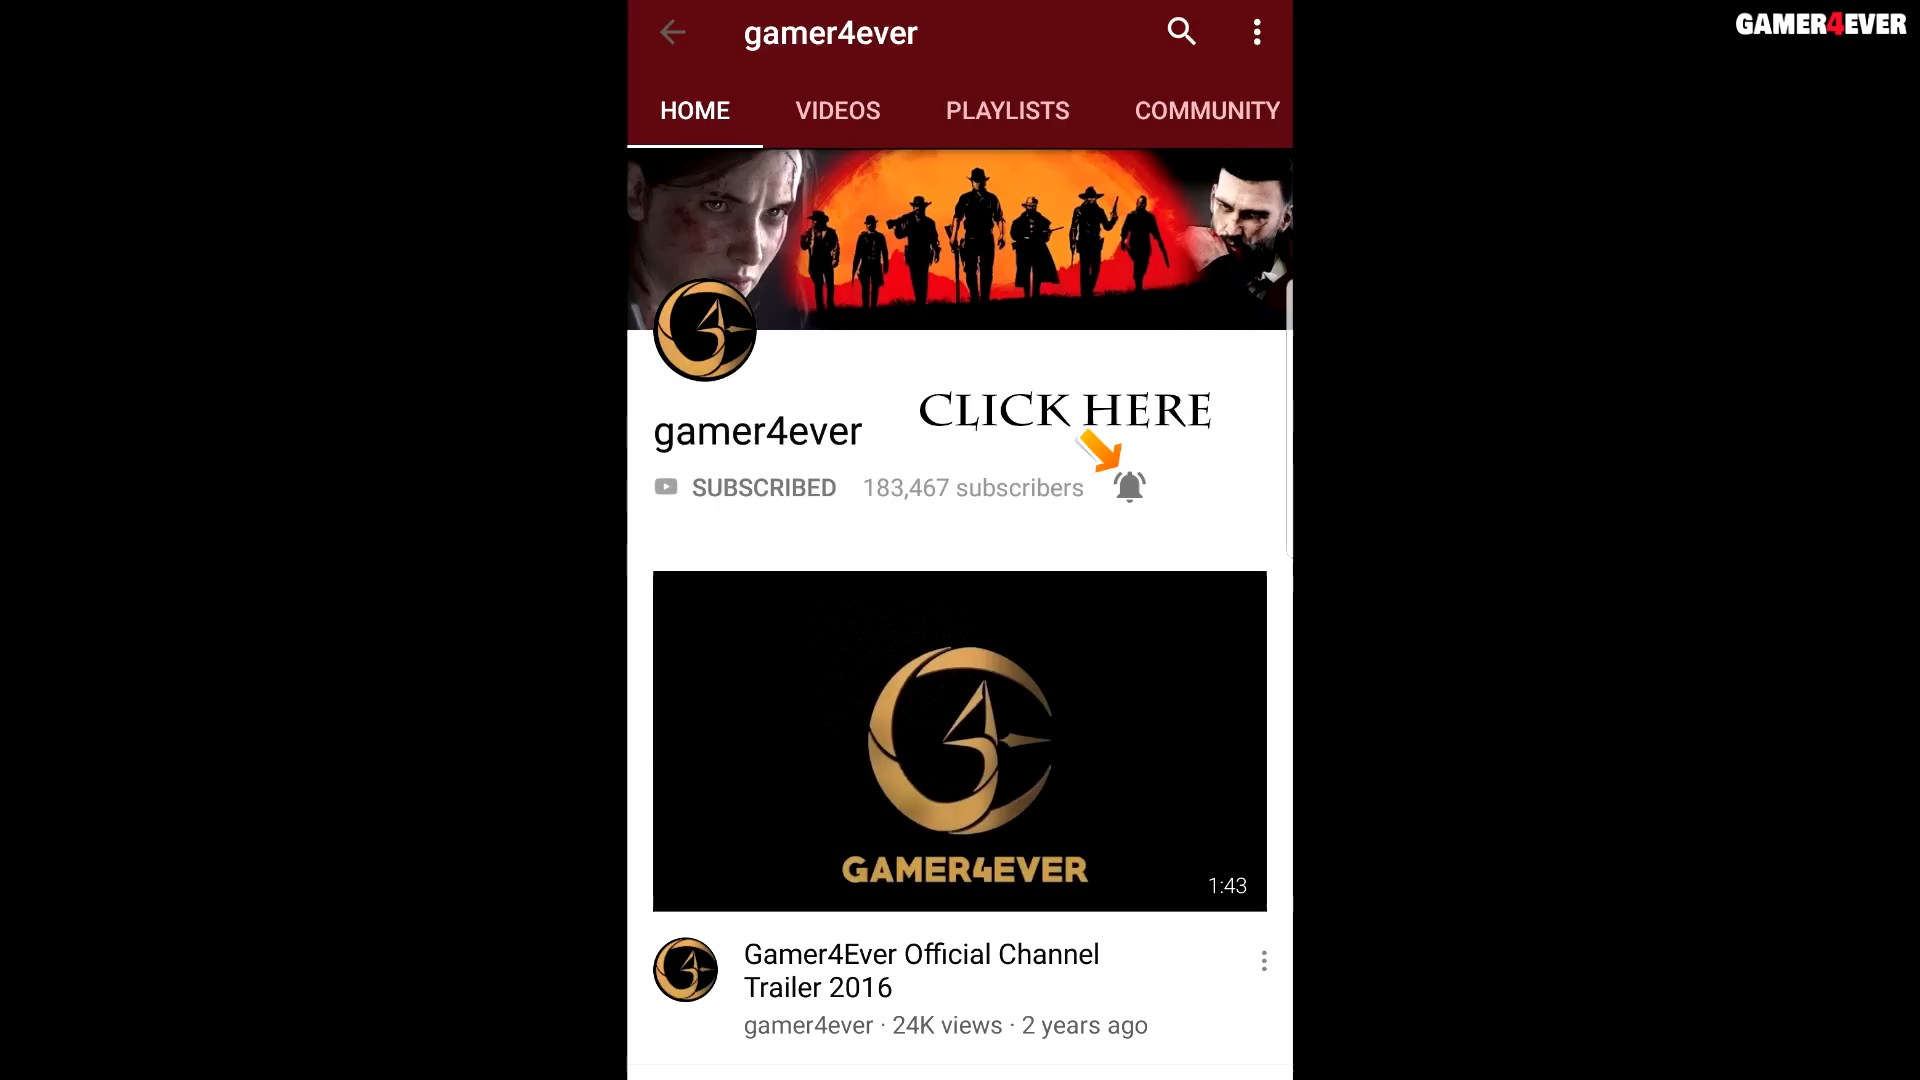 gamer4ever
GAMER4EVER
HOME VIDEOS PLAYLISTS COMMUNITY
CLICK HERE
gamer4ever
SUBSCRIBED 183,467 subscribers
GAMER4EVER
1:43
Gamer4Ever Official Channel
Trailer 2016
gamer4ever · 24K views · 2 years ago